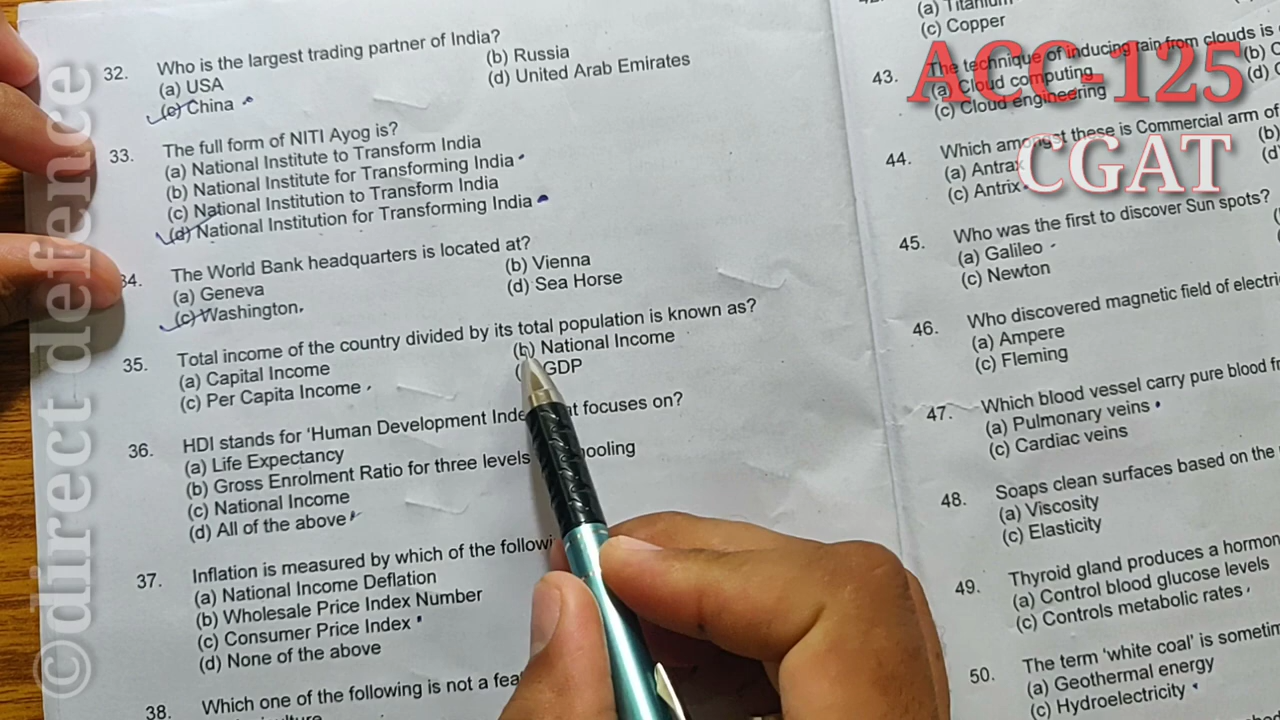 32. Who is the largest trading partner of India?
(a) USA (b) Russia
(c) China (d) United Arab Emirates
33. The full form of NITI Ayog is?
(a) National Institute to Transform India
(b) National Institute for Transforming India
(c) National Institution to Transform India
(d) National Institution for Transforming India
34. The World Bank headquarters is located at?
(a) Geneva (b) Vienna
(c) Washington. (d) Sea Horse
35. Total income of the country divided by its total population is known as?
(a) Capital Income (b) National Income
(c) Per Capita Income GDP
36. HDI stands for 'Human Development focuses on?
(a) Life Expectancy
(b) Gross Enrolment Ratio for three levels
(c) National Income
(d) All of the above
37. Inflation is measured by which of the
(a) National Income Deflation
(b) Wholesale Price Index Number
(c) Consumer Price Index
(d) None of the above
38. Which one of the following is not a
(a) Titanium
(c) Copper
43. The technique of inducing rain from clouds is
(a) Cloud computing (b)
(c) Cloud engineering (d)
44. Which amongst these is Commercial arm of
(a) Antrax (b)
(c) Antrix
45. Who was the first to discover Sun spots?
(a) Galileo
(c) Newton
46. Who discovered magnetic field of
(a) Ampere
(c) Fleming
47. Which blood vessel carry pure blood
(a) Pulmonary veins
(c) Cardiac veins
48. Soaps clean surfaces based on the
(a) Viscosity
(c) Elasticity
49. Thyroid gland produces a
(a) Control blood glucose levels
(c) Controls metabolic rates
50. The term 'white coal' is
(a) Geothermal energy
(c) Hydroelectricity
ACC-125
CGAT
©direct defence